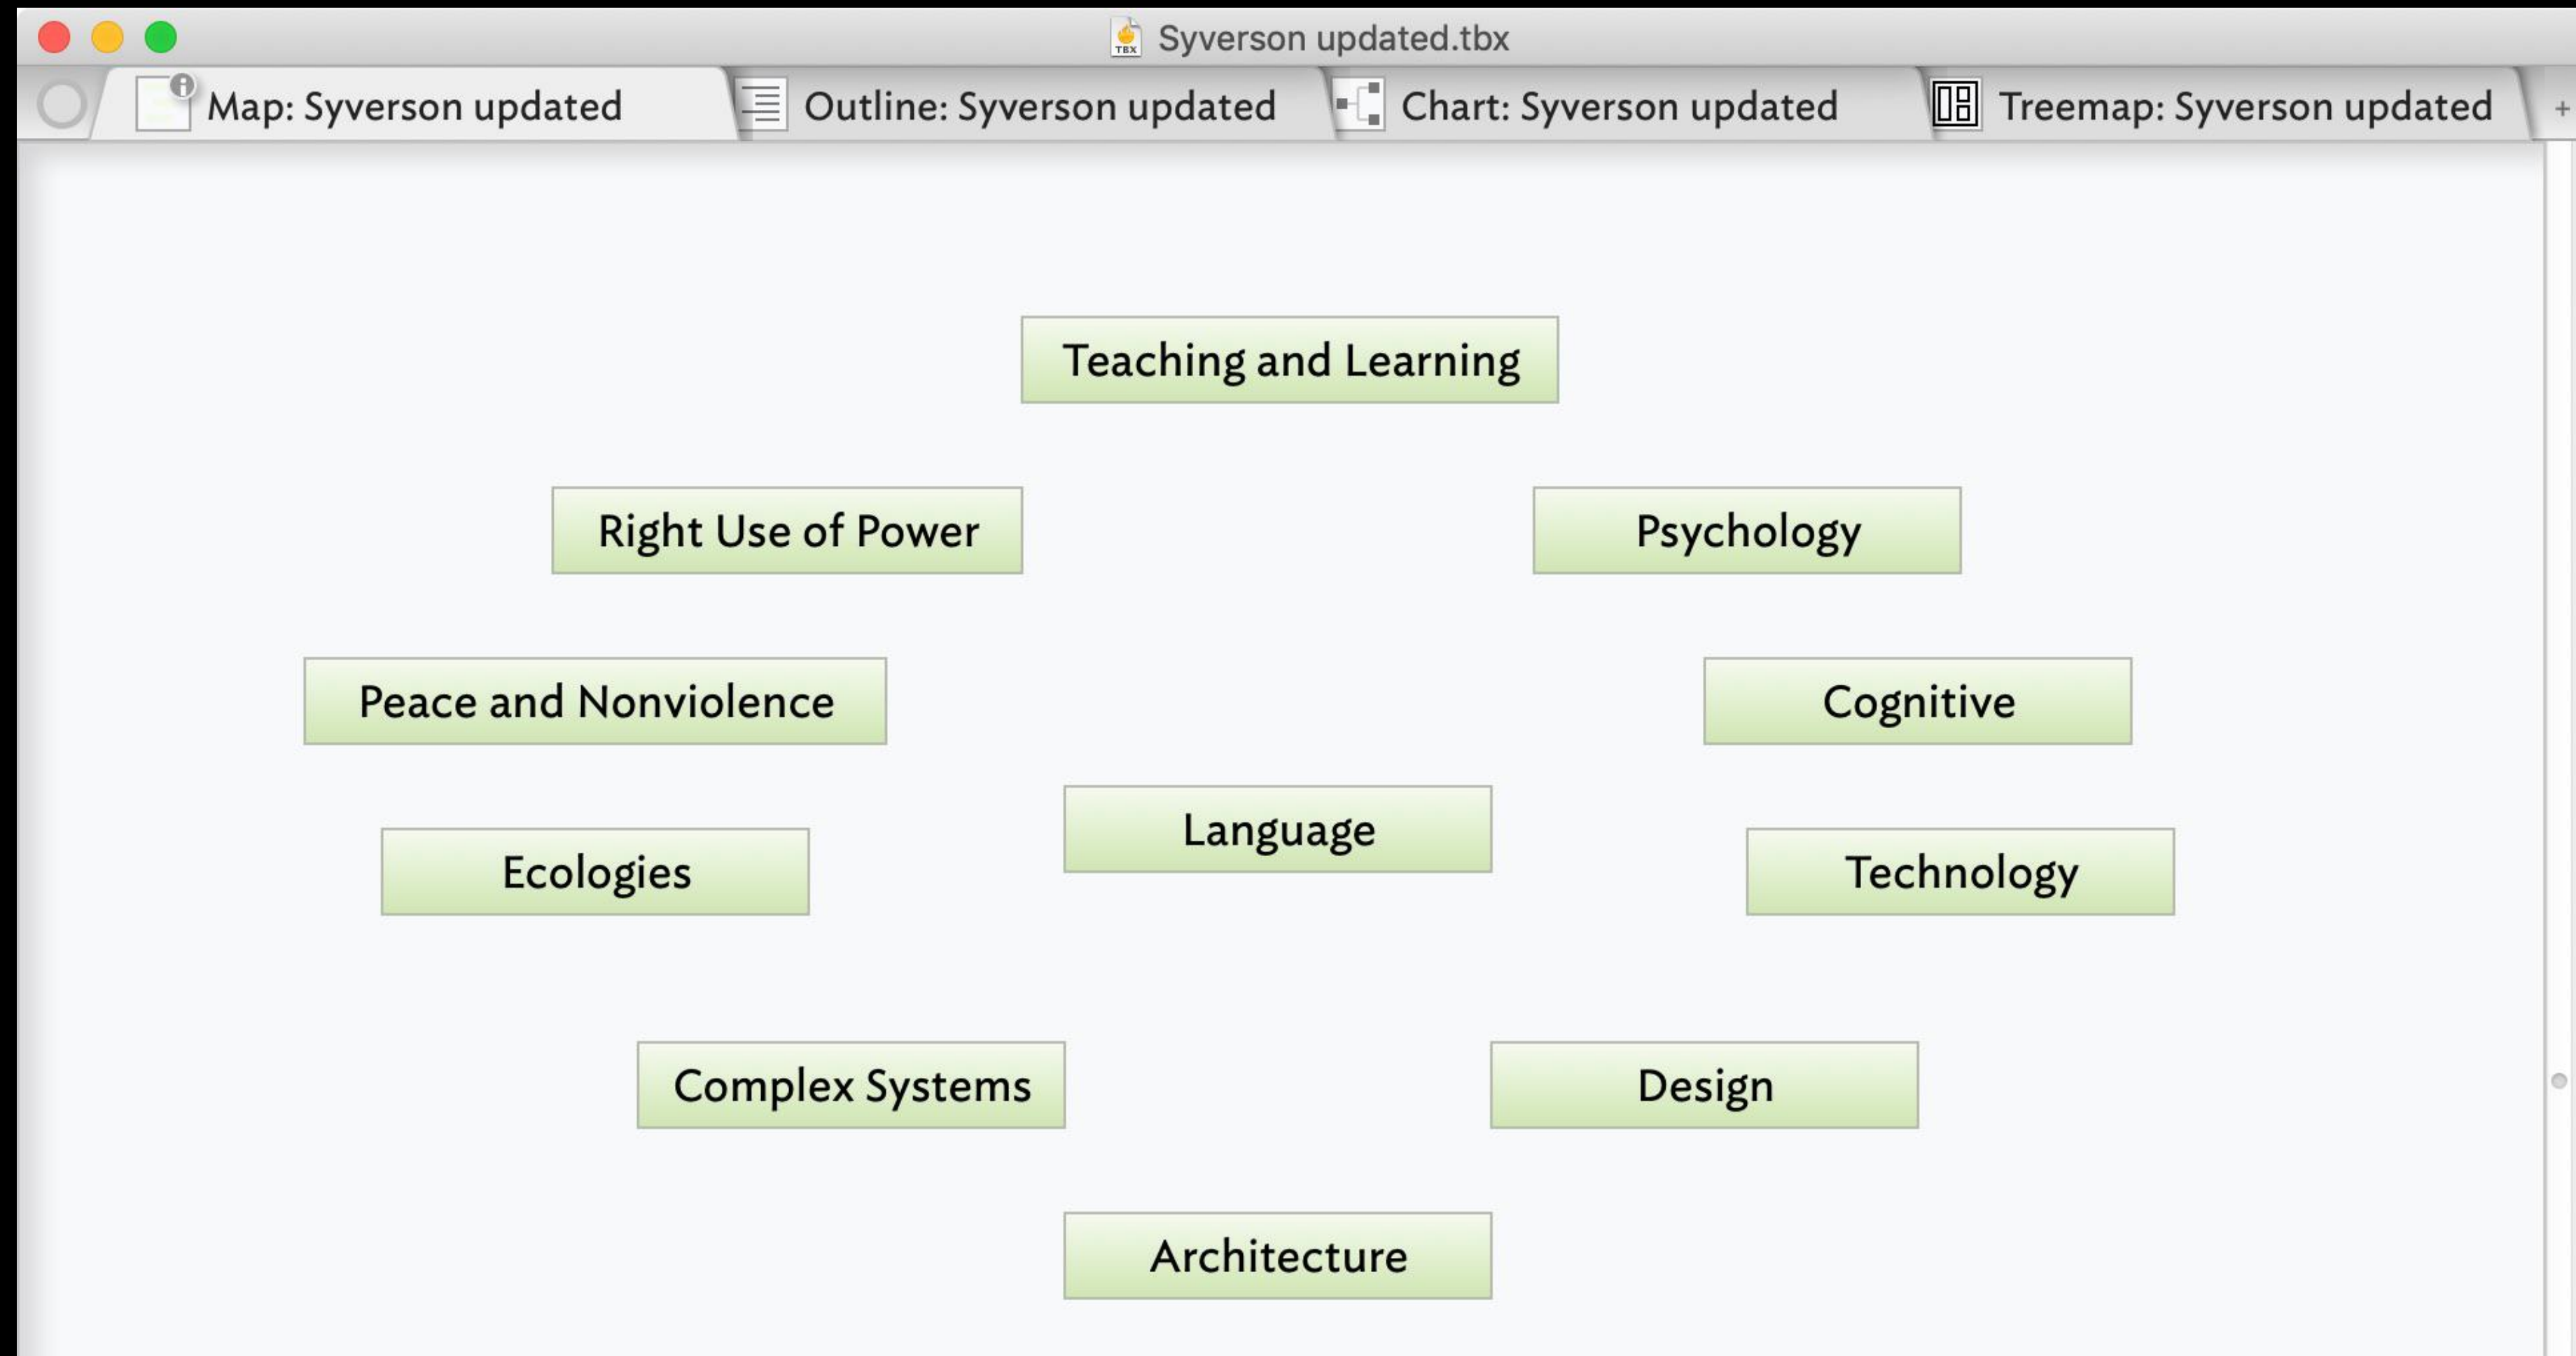 TBX Syverson updated.tbx
Map: Syverson updated
Outline: Syverson updated
Chart: Syverson updated
Treemap: Syverson updated
+
Teaching and Learning
Right Use of Power
Psychology
Peace and Nonviolence
Cognitive
Language
Ecologies
Technology
Complex Systems
Design
Architecture